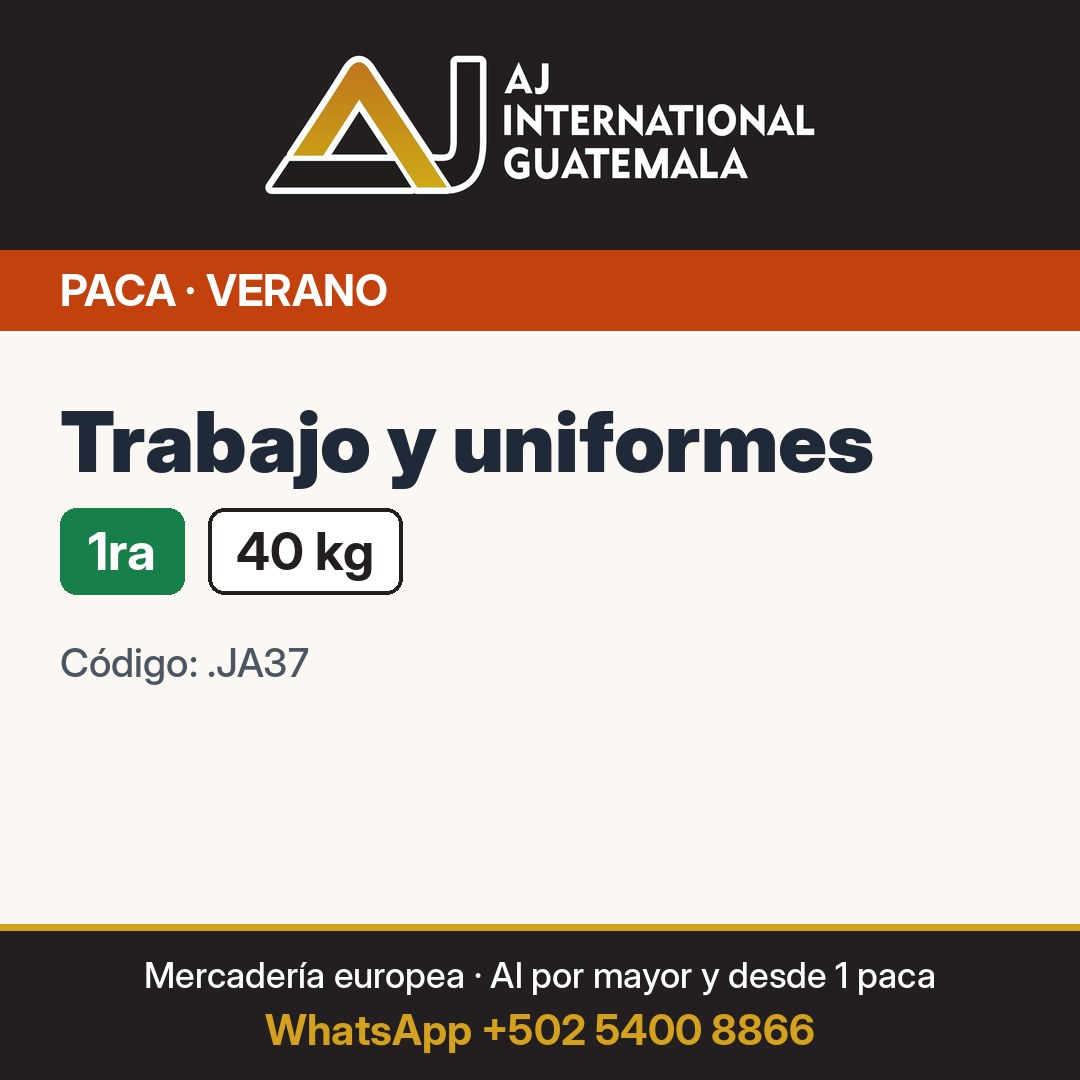 AJ
AJ
INTERNATIONAL
GUATEMALA
PACA · VERANO
Trabajo y uniformes
1ra
40 kg
Código: .JA37
Mercadería europea · Al por mayor y desde 1 paca
WhatsApp +502 5400 8866